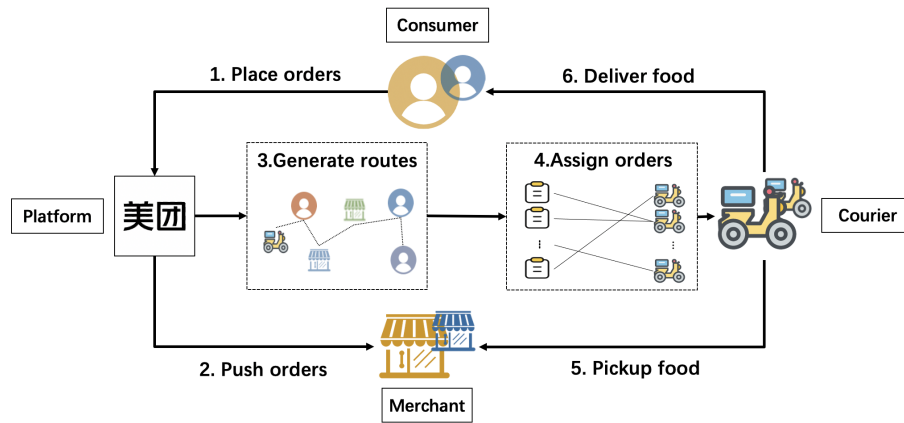 Consumer
1. Place orders
6. Deliver food
3.Generate routes
4.Assign orders
Platform
美团
Courier
2. Push orders
5. Pickup food
Merchant